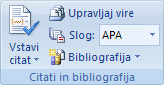 Vstavi
citat
Upravljaj vire
Slog: APA
Bibliografija
Citati in bibliografija